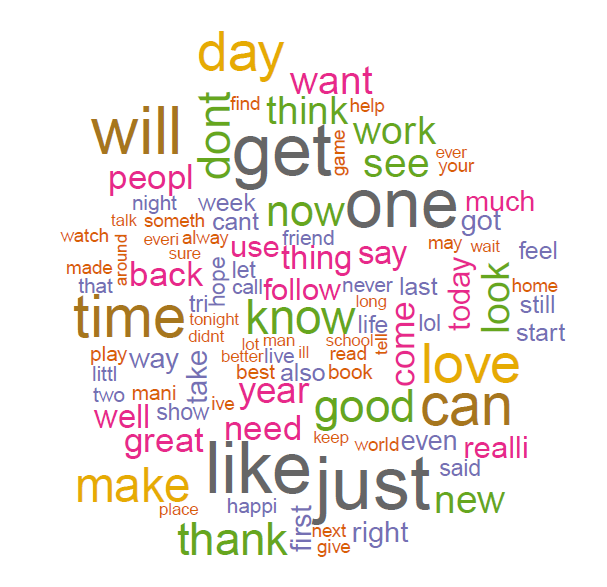 day
want
find
think
help
will
dont
get
game
work
see
ever
your
peopl
one
much
night
week
now
got
talk
someth
cant
friend
watch
everi
alway
use
thing
say
may
wait
feel
around
sure
made
back
hope
let
that
call
follow
never
last
today
look
home
time
tri
tonight
know
long
life
lol
come
still
start
didnt
lot
man
school
tell
play
way
take
better
live
ill
read
love
littl
best
also
book
two
mani
ive
year
good
can
well
show
great
need
keep
world
even
realli
like
just
said
make
happi
new
place
first
thank
next
right
give